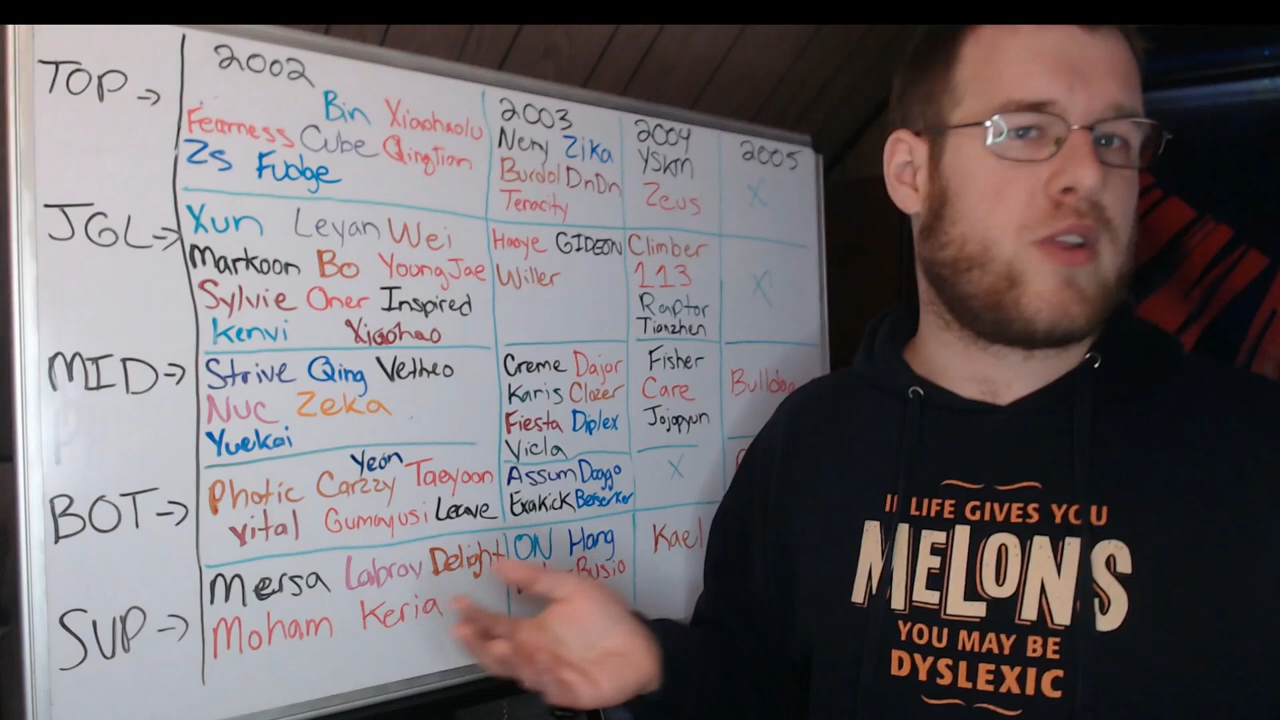 2002 2003 2004 2005
TOP ->
Bin Xiaohaolu
Fearness Cube Qingtian
Zs Fudge
Nery Zika
Burdol DnDn
Teracity
YSKM
Zeus
X
JGL ->
Xun Leyan Wei
Markoon Bo YoungJae
Sylvie Oner Inspired
Kenvi Xiaohao
Haoye GIDEON
Willer
Climber
113
Raptor
Tianzhen
X
MID ->
Strive Qing Vetheo
Nuc Zeka
Yuekai
Creme Dajor
Karis Clozer
Fiesta Diplex
Vicla
Fisher
Care
Jojopyun
BOT ->
Yeon
Photic Carzzy Taeyoon
Vital Gumayusi Leave
Assum Doggo
Exakick Berserker
X
SUP ->
Mersa Labrov Delight
Moham Keria
ON Hang
Busio
Kael
IF LIFE GIVES YOU
MELONS
YOU MAY BE
DYSLEXIC